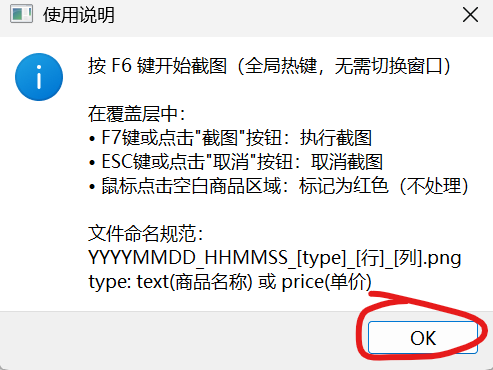 使用说明
按 F6 键开始截图（全局热键，无需切换窗口）
在覆盖层中：
• F7键或点击"截图"按钮：执行截图
• ESC键或点击"取消"按钮：取消截图
• 鼠标点击空白商品区域：标记为红色（不处理）
文件命名规范：
YYYYMMDD_HHMMSS_[type]_[行]_[列].png
type: text(商品名称) 或 price(单价)
OK